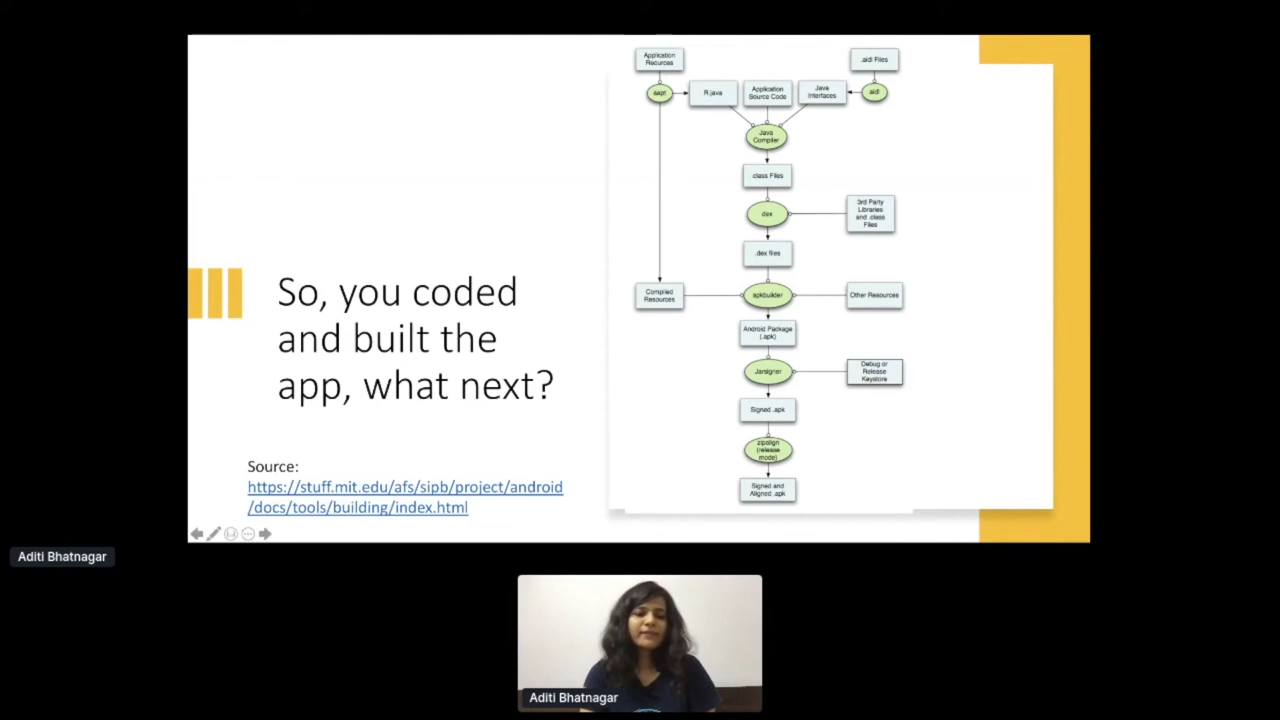 Application
Recurces
.aidl Files
aapt
R.java
Application
Source Code
Java
Interfaces
aidl
Java
Compiler
.class Files
dex
3rd Party
Libraries
and .class
Files
.dex files
Compiled
Resources
apkbuilder
Other Resources
Android Package
(.apk)
Jarsigner
Debug or
Release
Keystore
Signed .apk
zipalign
(release
mode)
Signed and
Aligned .apk
So, you coded
and built the
app, what next?
Source:
https://stuff.mit.edu/afs/sipb/project/android
/docs/tools/building/index.html
Aditi Bhatnagar
Aditi Bhatnagar